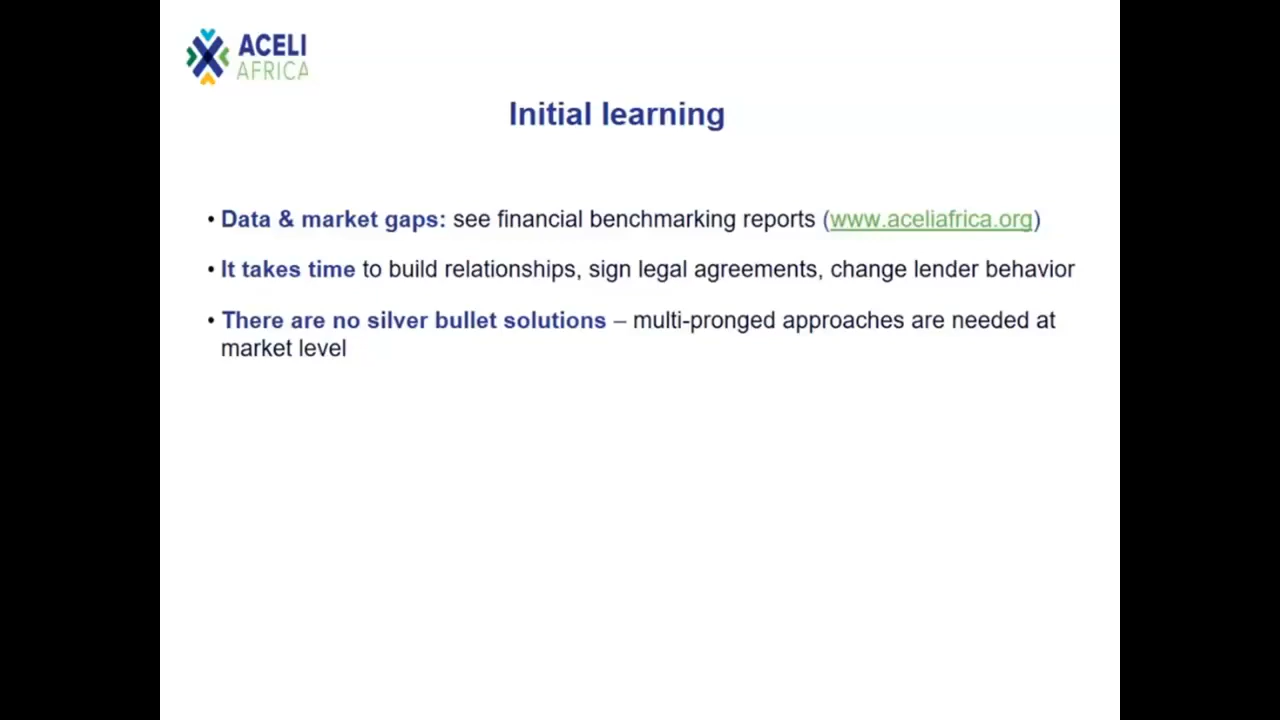 ACELI
AFRICA
Initial learning
• Data & market gaps: see financial benchmarking reports (www.aceliafrica.org)
• It takes time to build relationships, sign legal agreements, change lender behavior
• There are no silver bullet solutions – multi-pronged approaches are needed at
market level